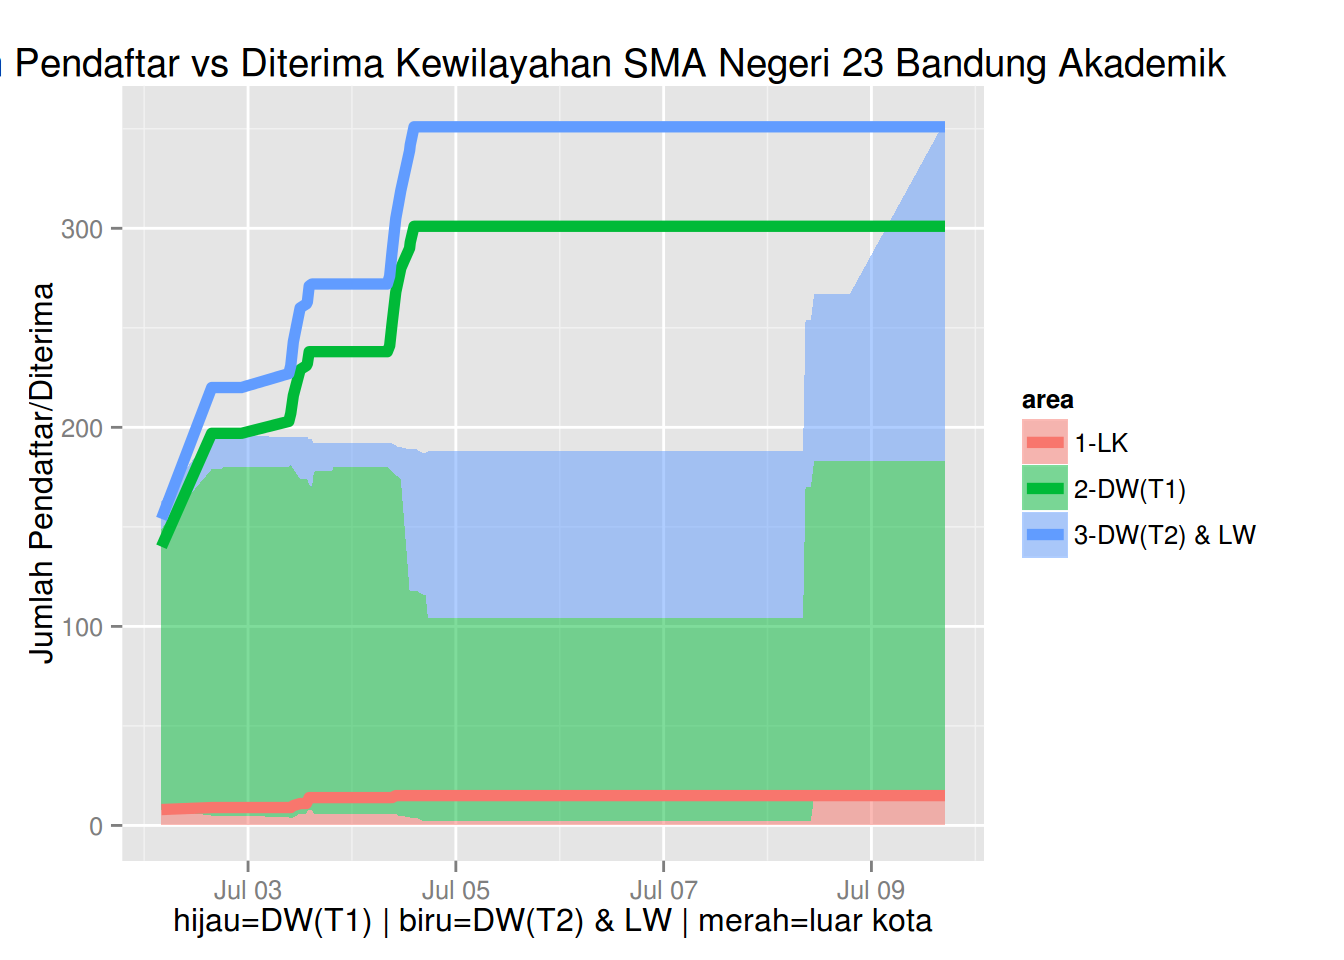 Pendaftar vs Diterima Kewilayahan SMA Negeri 23 Bandung Akademik
Jumlah Pendaftar/Diterima
300
200
100
0
Jul 03
Jul 05
Jul 07
Jul 09
hijau=DW(T1) | biru=DW(T2) & LW | merah=luar kota
area
1-LK
2-DW(T1)
3-DW(T2) & LW